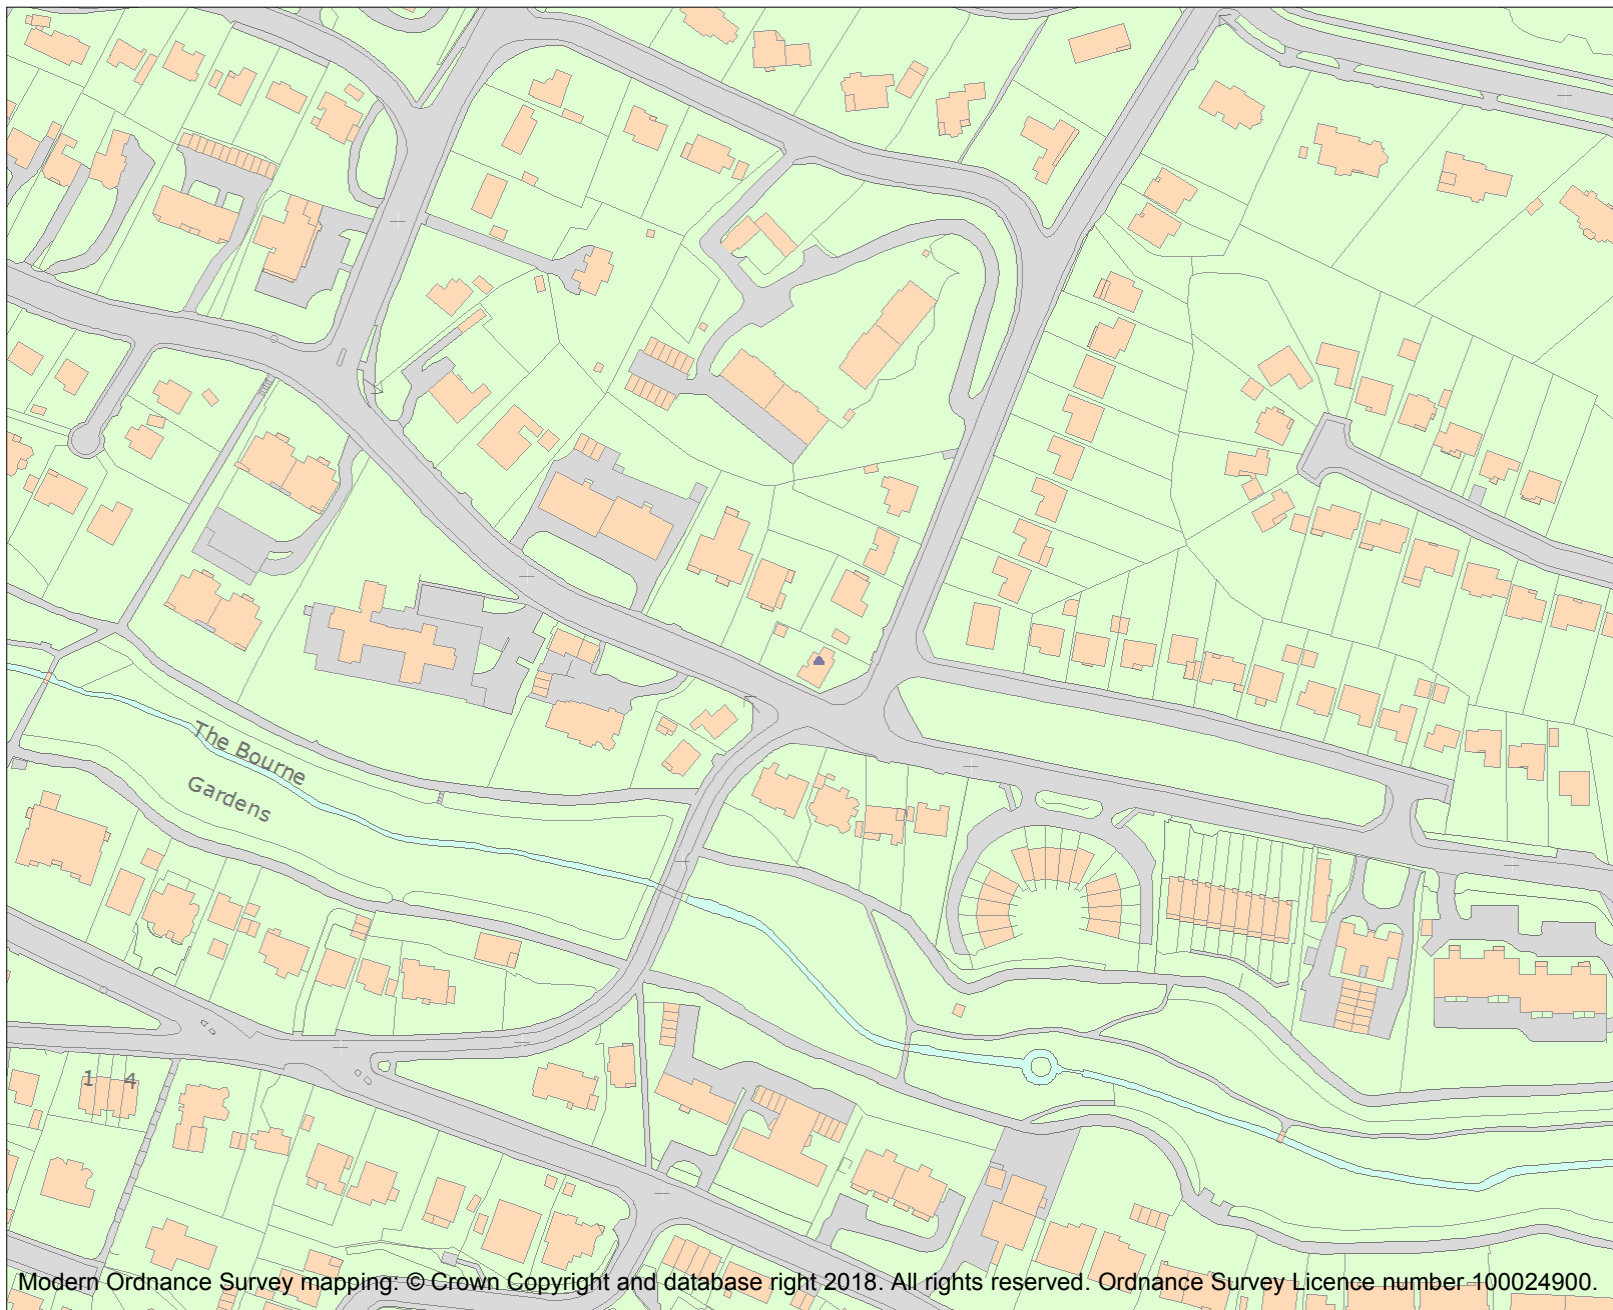 The Bourne
Gardens
1 4
Modern Ordnance Survey mapping: © Crown Copyright and database right 2018. All rights reserved. Ordnance Survey Licence number 100024900.